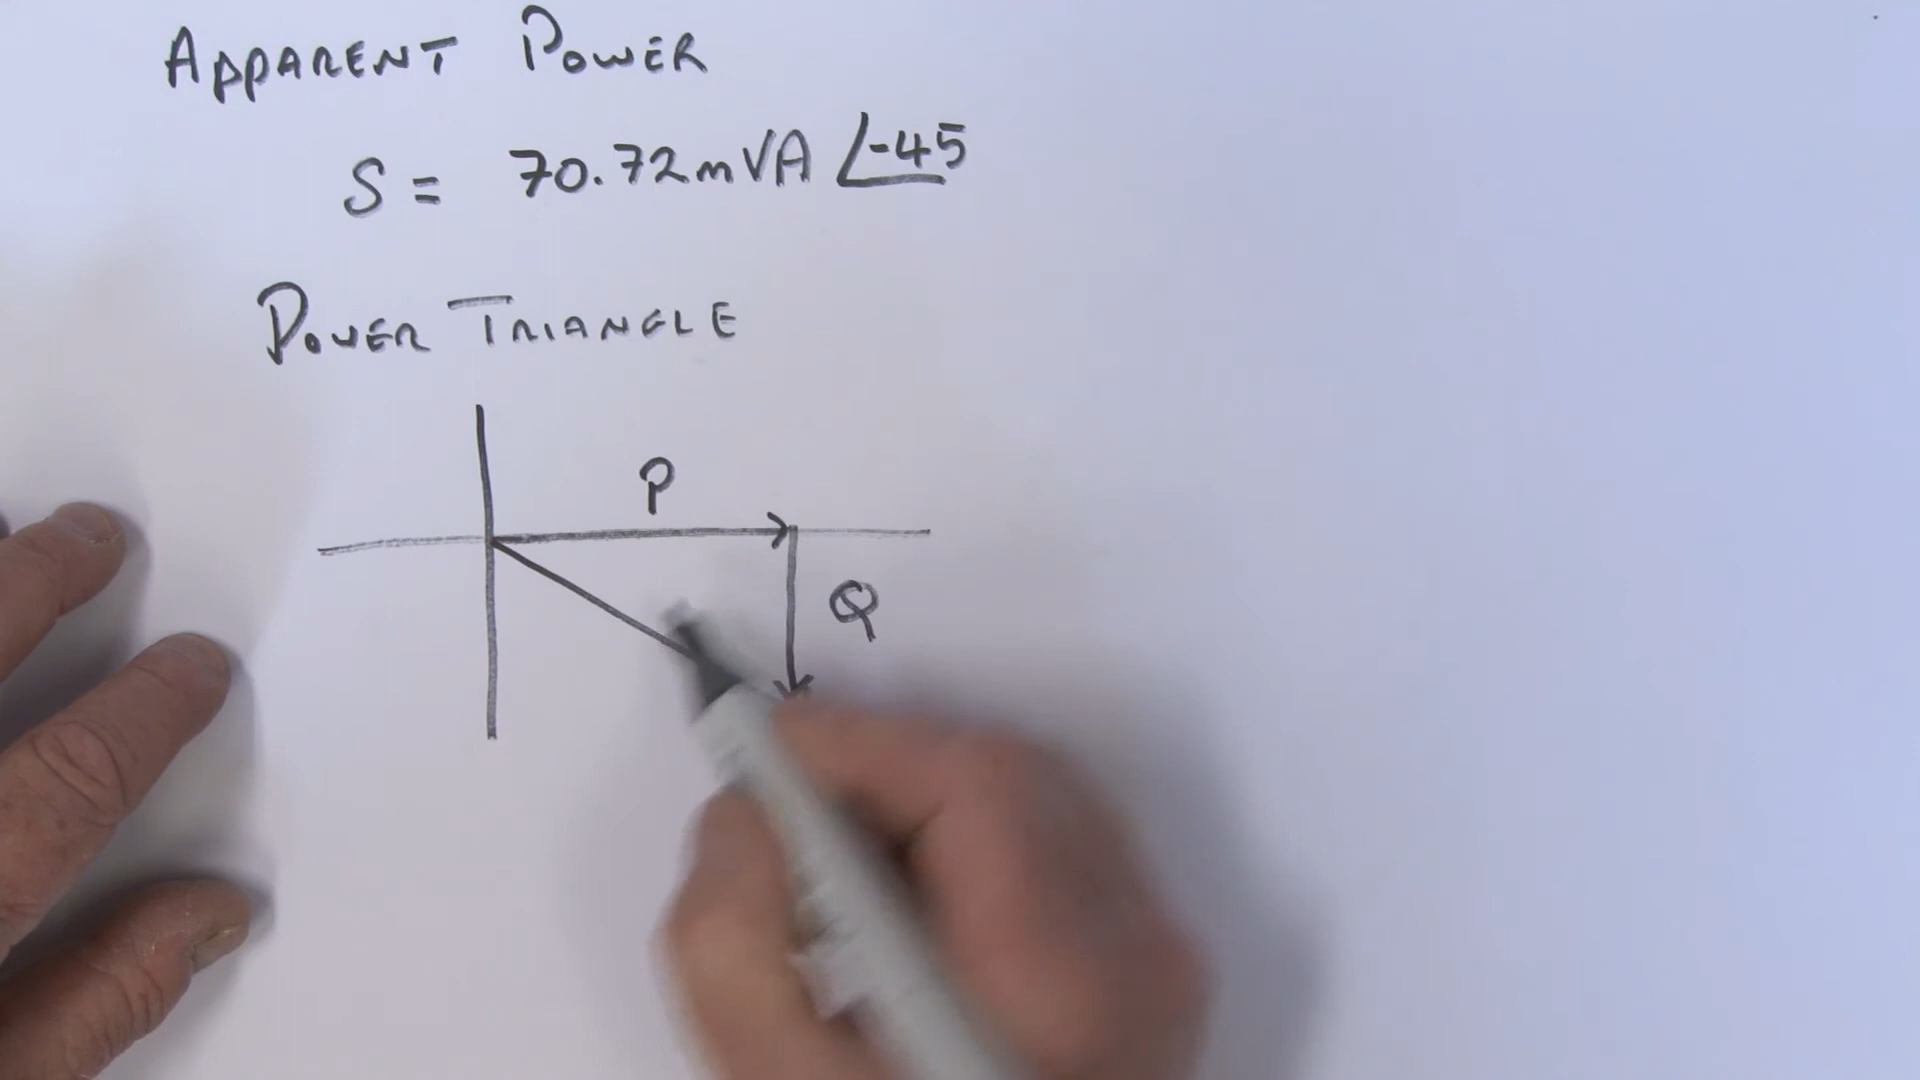 APPARENT POWER
S = 70.72mVA ∠-45
POWER TRIANGLE
P
Q